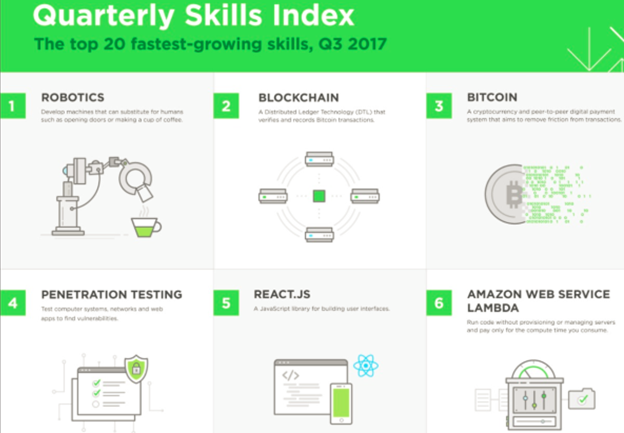 Quarterly Skills Index
The top 20 fastest-growing skills, Q3 2017
1
ROBOTICS
Develop machines that can substitute for humans
such as opening doors or making a cup of coffee.
2
BLOCKCHAIN
A Distributed Ledger Technology (DTL) that
verifies and records Bitcoin transactions.
3
BITCOIN
A cryptocurrency and peer-to-peer digital payment
system that aims to remove friction from transactions.
4
PENETRATION TESTING
Test computer systems, networks and web
apps to find vulnerabilities.
5
REACT.JS
A JavaScript library for building user interfaces.
6
AMAZON WEB SERVICE
LAMBDA
Run code without provisioning or managing servers
and pay only for the compute time you consume.